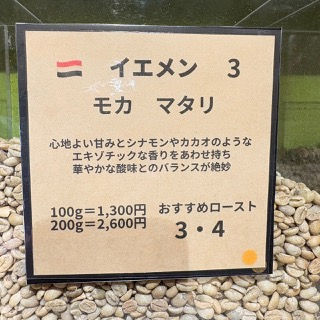 イエメン 3
モカ マタリ
心地よい甘みとシナモンやカカオのような
エキゾチックな香りをあわせ持ち
華やかな酸味とのバランスが絶妙
100g＝1,300円 おすすめロースト
200g＝2,600円 3・4